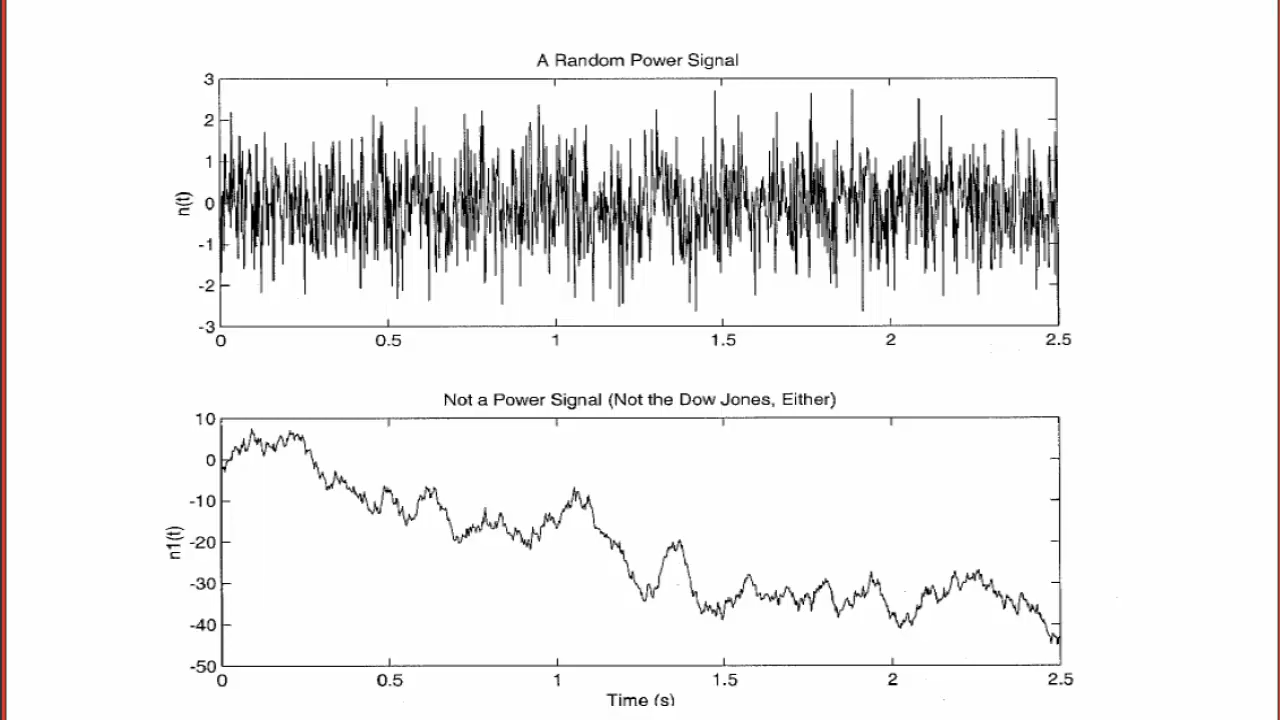 A Random Power Signal
3
2
1
0
-1
-2
-3
n(t)
0 0.5 1 1.5 2 2.5
Not a Power Signal (Not the Dow Jones, Either)
10
0
-10
-20
-30
-40
-50
n1(t)
0 0.5 1 1.5 2 2.5
Time (s)